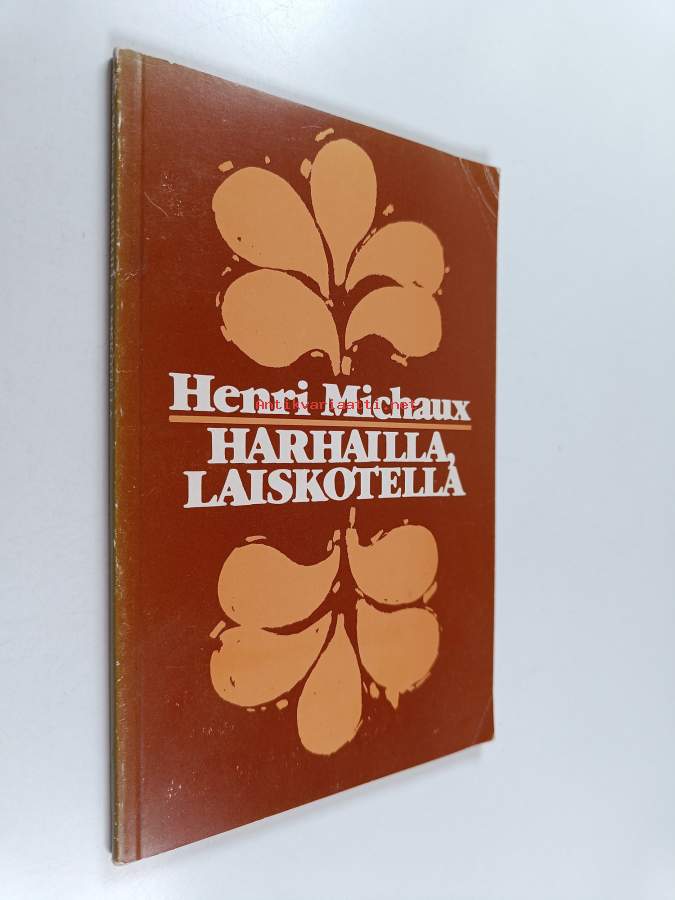 Henri Michaux
Antikvariaatti.net
HARHAILLA,
LAISKOTELLA